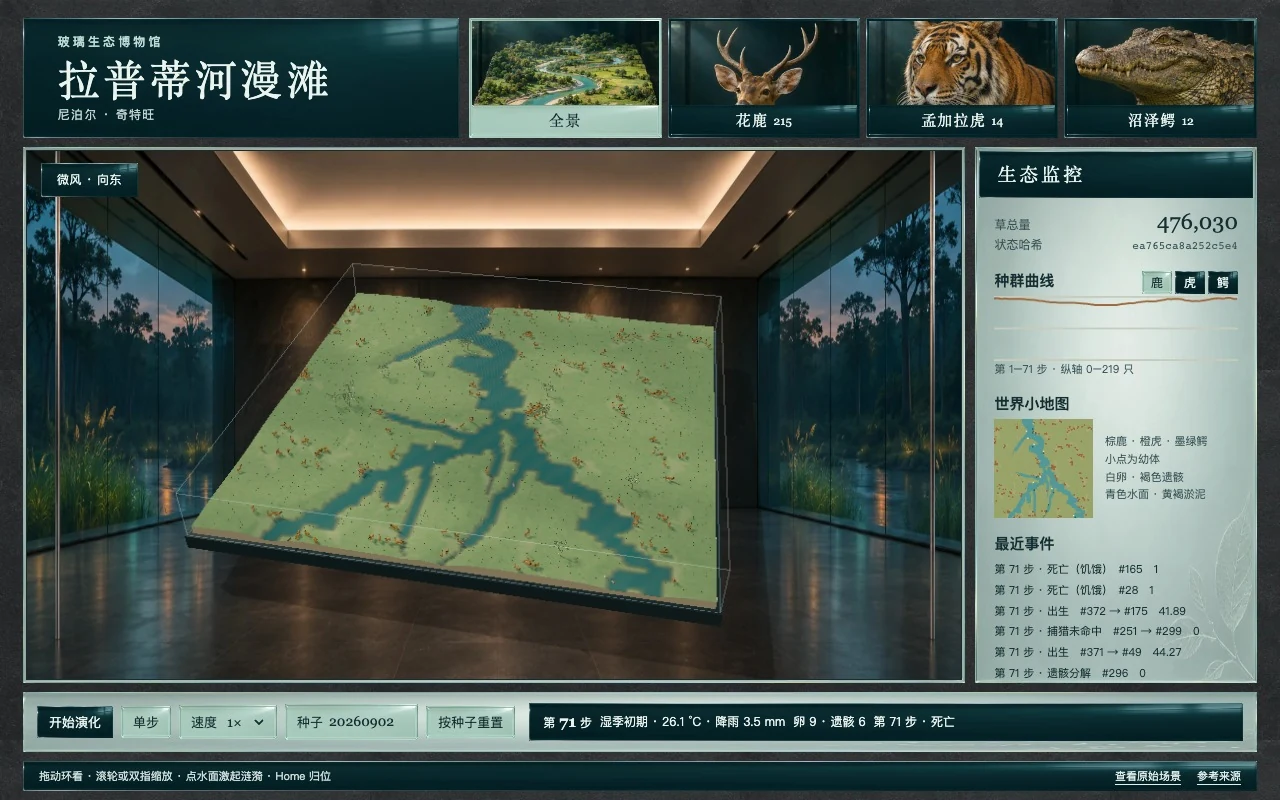 玻璃生态博物馆
拉普蒂河漫滩
尼泊尔 · 奇特旺
全景
花鹿 215
孟加拉虎 14
沼泽鳄 12
微风 · 向东
生态监控
草总量 476,030
状态哈希 ea765ca8a252c5e4
种群曲线 鹿 虎 鳄
第 1—71 步 · 纵轴 0—219 只
世界小地图
棕鹿 · 橙虎 · 墨绿鳄
小点为幼体
白卵 · 褐色遗骸
青色水面 · 黄褐淤泥
最近事件
第 71 步 · 死亡（饥饿） #165 1
第 71 步 · 死亡（饥饿） #28 1
第 71 步 · 出生 #372 → #175 41.89
第 71 步 · 捕猎未命中 #251 → #299 0
第 71 步 · 出生 #371 → #49 44.27
第 71 步 · 遗骸分解 #296 0
开始演化 单步 速度 1× 种子 20260902 按种子重置
第 71 步 湿季初期 · 26.1 °C · 降雨 3.5 mm 卵 9 · 遗骸 6 第 71 步 · 死亡
拖动环看 · 滚轮或双指缩放 · 点水面激起涟漪 · Home 归位
查看原始场景 参考来源